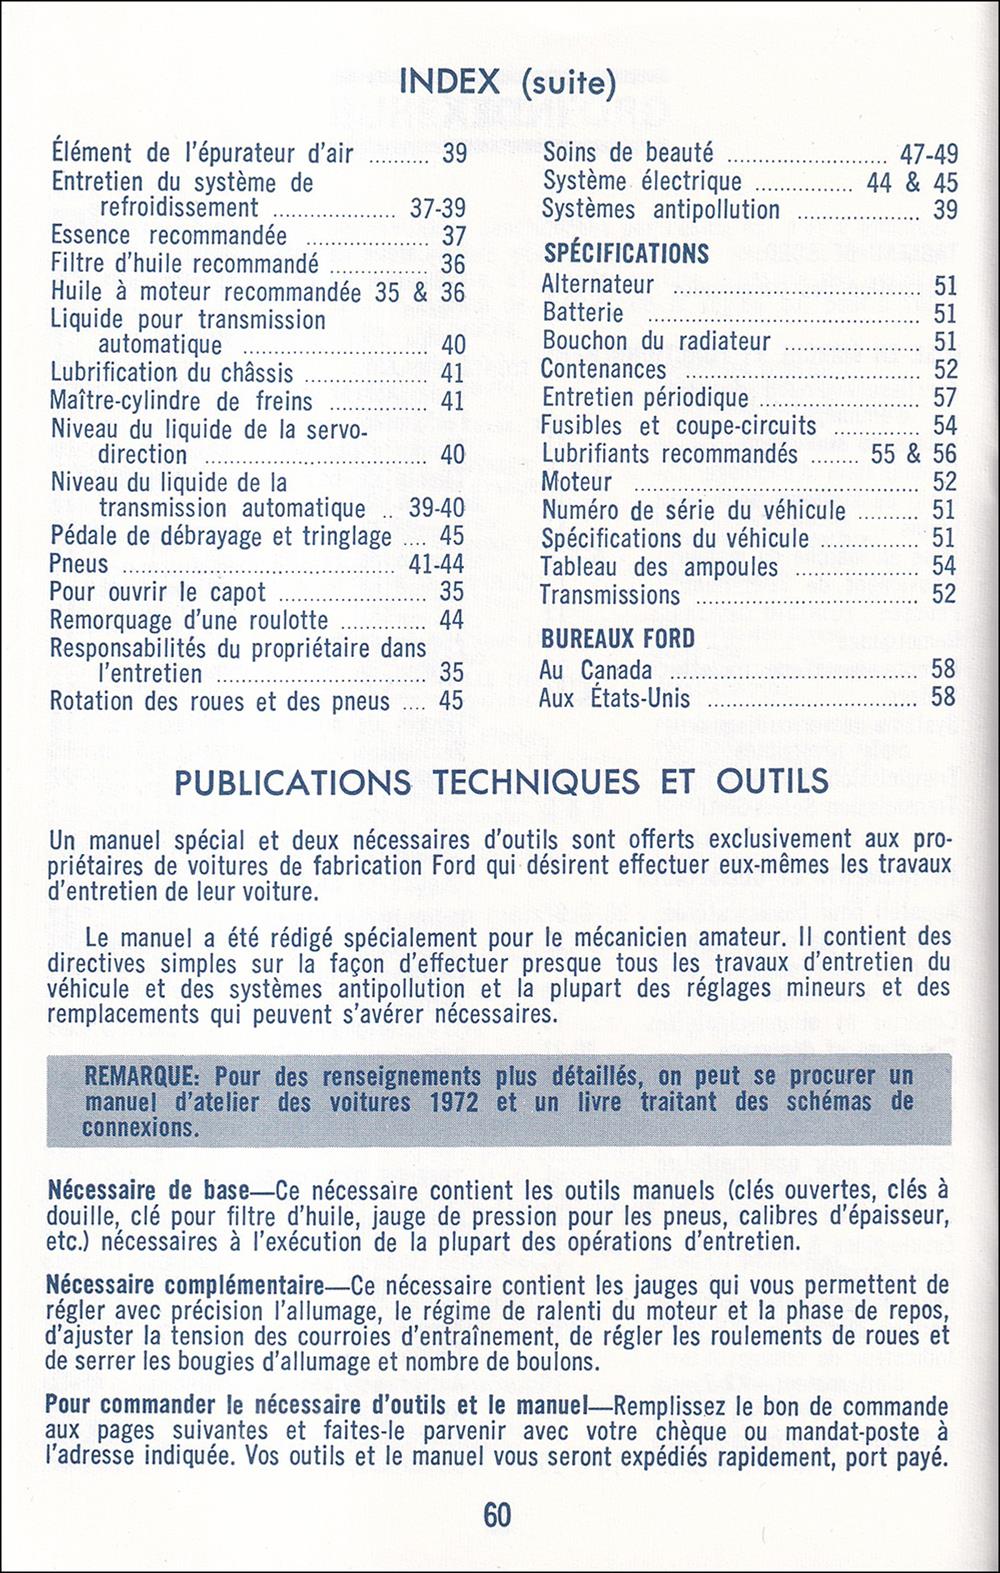 INDEX (suite)
Élément de l'épurateur d'air ......... 39
Entretien du système de
refroidissement .................... 37-39
Essence recommandée .................... 37
Filtre d'huile recommandé ................ 36
Huile à moteur recommandée 35 & 36
Liquide pour transmission
automatique .............................. 40
Lubrification du châssis .................... 41
Maître-cylindre de freins ................ 41
Niveau du liquide de la servo-
direction .................................... 40
Niveau du liquide de la
transmission automatique .. 39-40
Pédale de débrayage et tringlage .... 45
Pneus .............................................. 41-44
Pour ouvrir le capot ........................ 35
Remorquage d'une roulotte .............. 44
Responsabilités du propriétaire dans
l'entretien .................................. 35
Rotation des roues et des pneus .... 45
Soins de beauté .......................... 47-49
Système électrique ................ 44 & 45
Systèmes antipollution .................... 39
SPÉCIFICATIONS
Alternateur ........................................ 51
Batterie ............................................ 51
Bouchon du radiateur ...................... 51
Contenances ...................................... 52
Entretien périodique ........................ 57
Fusibles et coupe-circuits ............ 54
Lubrifiants recommandés ........ 55 & 56
Moteur .............................................. 52
Numéro de série du véhicule .......... 51
Spécifications du véhicule ................ 51
Tableau des ampoules .................... 54
Transmissions .................................... 52
BUREAUX FORD
Au Canada ........................................ 58
Aux États-Unis .................................. 58
PUBLICATIONS TECHNIQUES ET OUTILS
Un manuel spécial et deux nécessaires d'outils sont offerts exclusivement aux pro-
priétaires de voitures de fabrication Ford qui désirent effectuer eux-mêmes les travaux
d'entretien de leur voiture.
Le manuel a été rédigé spécialement pour le mécanicien amateur. Il contient des
directives simples sur la façon d'effectuer presque tous les travaux d'entretien du
véhicule et des systèmes antipollution et la plupart des réglages mineurs et des
remplacements qui peuvent s'avérer nécessaires.
REMARQUE: Pour des renseignements plus détaillés, on peut se procurer un
manuel d'atelier des voitures 1972 et un livre traitant des schémas de
connexions.
Nécessaire de base—Ce nécessaire contient les outils manuels (clés ouvertes, clés à
douille, clé pour filtre d'huile, jauge de pression pour les pneus, calibres d'épaisseur,
etc.) nécessaires à l'exécution de la plupart des opérations d'entretien.
Nécessaire complémentaire—Ce nécessaire contient les jauges qui vous permettent de
régler avec précision l'allumage, le régime de ralenti du moteur et la phase de repos,
d'ajuster la tension des courroies d'entraînement, de régler les roulements de roues et
de serrer les bougies d'allumage et nombre de boulons.
Pour commander le nécessaire d'outils et le manuel—Remplissez le bon de commande
aux pages suivantes et faites-le parvenir avec votre chèque ou mandat-poste à
l'adresse indiquée. Vos outils et le manuel vous seront expédiés rapidement, port payé.
60